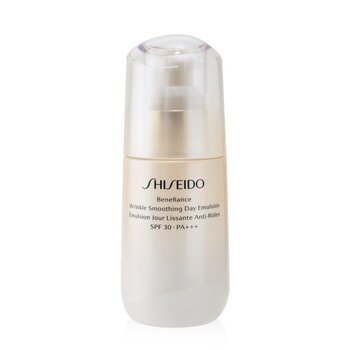 SHISEIDO
Benefiance
Wrinkle Smoothing Day Emulsion
Emulsion Jour Lissante Anti-Rides
SPF 30 · PA+++